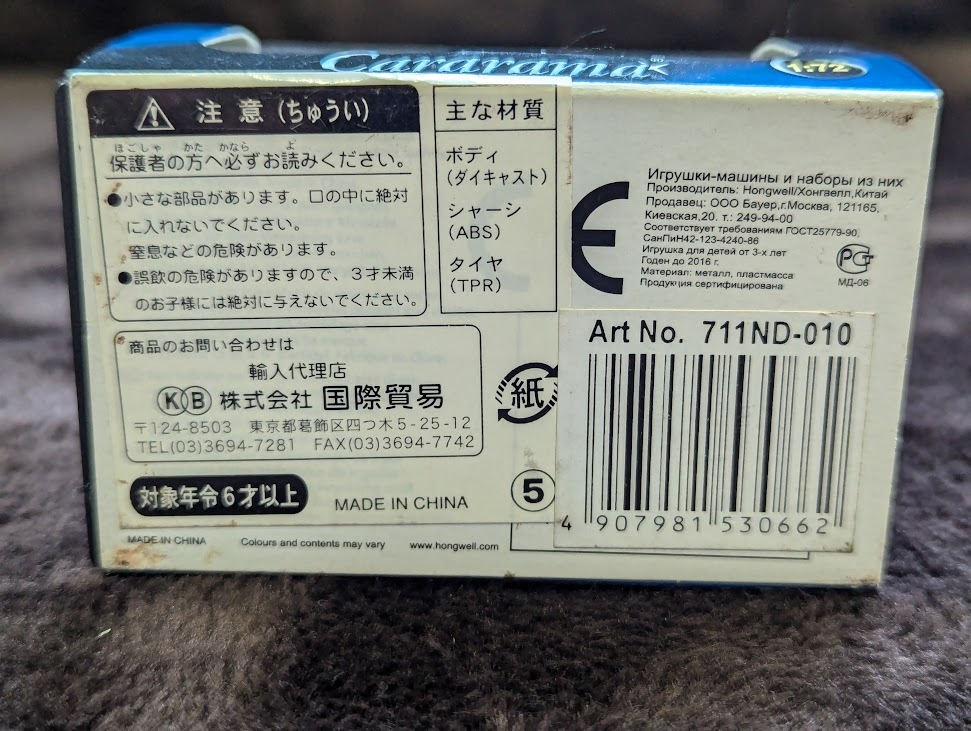 Cararama
1:72
注意(ちゅうい)
ほごしゃ かた かなら よ
保護者の方へ必ずお読みください。
●小さな部品があります。口の中に絶対
に入れないでください。
窒息などの危険があります。
●誤飲の危険がありますので、3才未満
のお子様には絶対に与えないでください。
主な材質
ボディ
(ダイキャスト)
シャーシ
(ABS)
タイヤ
(TPR)
●商品のお問い合わせは
輸入代理店
KB 株式会社 国際貿易
〒124-8503 東京都葛飾区四つ木5-25-12
TEL(03)3694-7281 FAX(03)3694-7742
紙
対象年令6才以上
MADE IN CHINA
5
CE
Игрушки-машины и наборы из них
Производитель: Hongwell/Хонгвелл,Китай
Продавец: ООО Бауер,г.Москва, 121165,
Киевская,20. т.: 249-94-00
Соответствует требованиям ГОСТ25779-90,
СанПиН42-123-4240-86
Игрушка для детей от 3-х лет
Годен до 2016 г.
Материал: металл, пластмасса
Продукция сертифицирована
РСТ
МД-06
Art No. 711ND-010
4 907981 530662
MADE IN CHINA
Colours and contents may vary
www.hongwell.com